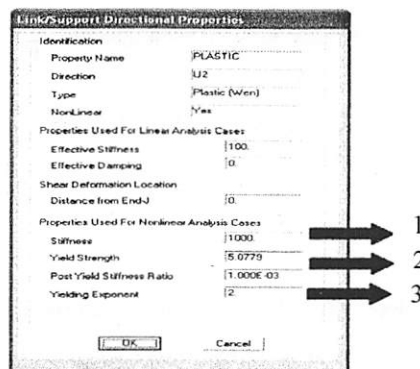 Link/Support Directional Properties
Identification
Property Name PLASTIC
Direction U2
Type Plastic (Wen)
NonLinear Yes
Properties Used For Linear Analysis Cases
Effective Stiffness 100.
Effective Damping 0.
Shear Deformation Location
Distance from End-J 0.
Properties Used For Nonlinear Analysis Cases
Stiffness 1000. 1
Yield Strength 5.0779 2
Post Yield Stiffness Ratio 1.000E-03
Yielding Exponent 2. 3
OK Cancel